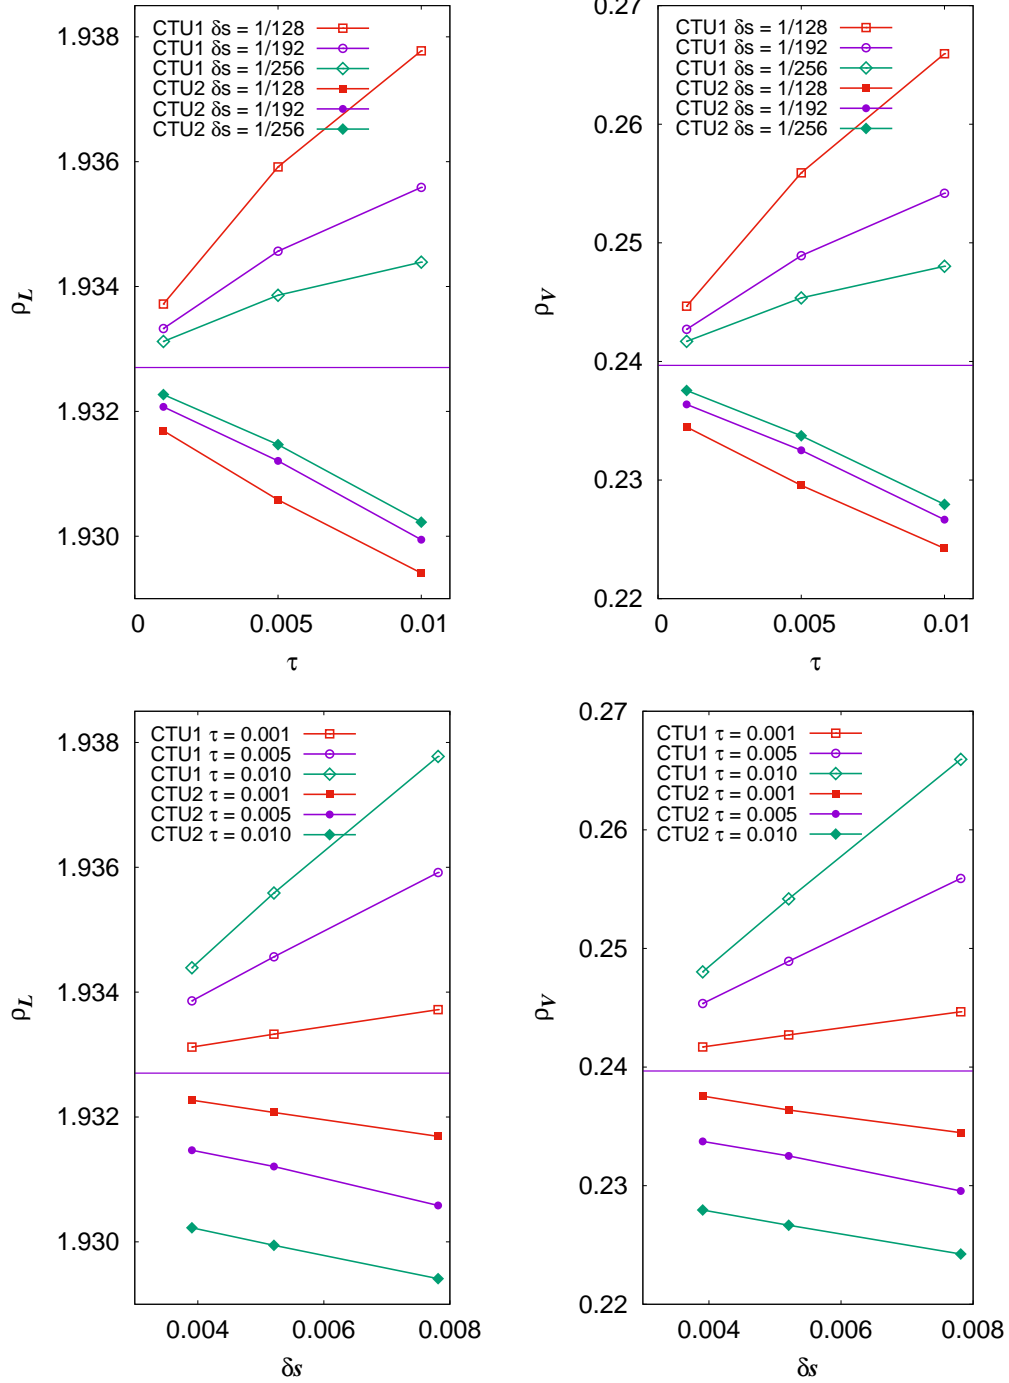 1.938
1.936
1.934
1.932
1.930
ρL
CTU1 δs = 1/128
CTU1 δs = 1/192
CTU1 δs = 1/256
CTU2 δs = 1/128
CTU2 δs = 1/192
CTU2 δs = 1/256
0 0.005 0.01
τ
0.27
0.26
0.25
0.24
0.23
0.22
ρV
CTU1 δs = 1/128
CTU1 δs = 1/192
CTU1 δs = 1/256
CTU2 δs = 1/128
CTU2 δs = 1/192
CTU2 δs = 1/256
0 0.005 0.01
τ
1.938
1.936
1.934
1.932
1.930
ρL
CTU1 τ = 0.001
CTU1 τ = 0.005
CTU1 τ = 0.010
CTU2 τ = 0.001
CTU2 τ = 0.005
CTU2 τ = 0.010
0.004 0.006 0.008
δs
0.27
0.26
0.25
0.24
0.23
0.22
ρV
CTU1 τ = 0.001
CTU1 τ = 0.005
CTU1 τ = 0.010
CTU2 τ = 0.001
CTU2 τ = 0.005
CTU2 τ = 0.010
0.004 0.006 0.008
δs